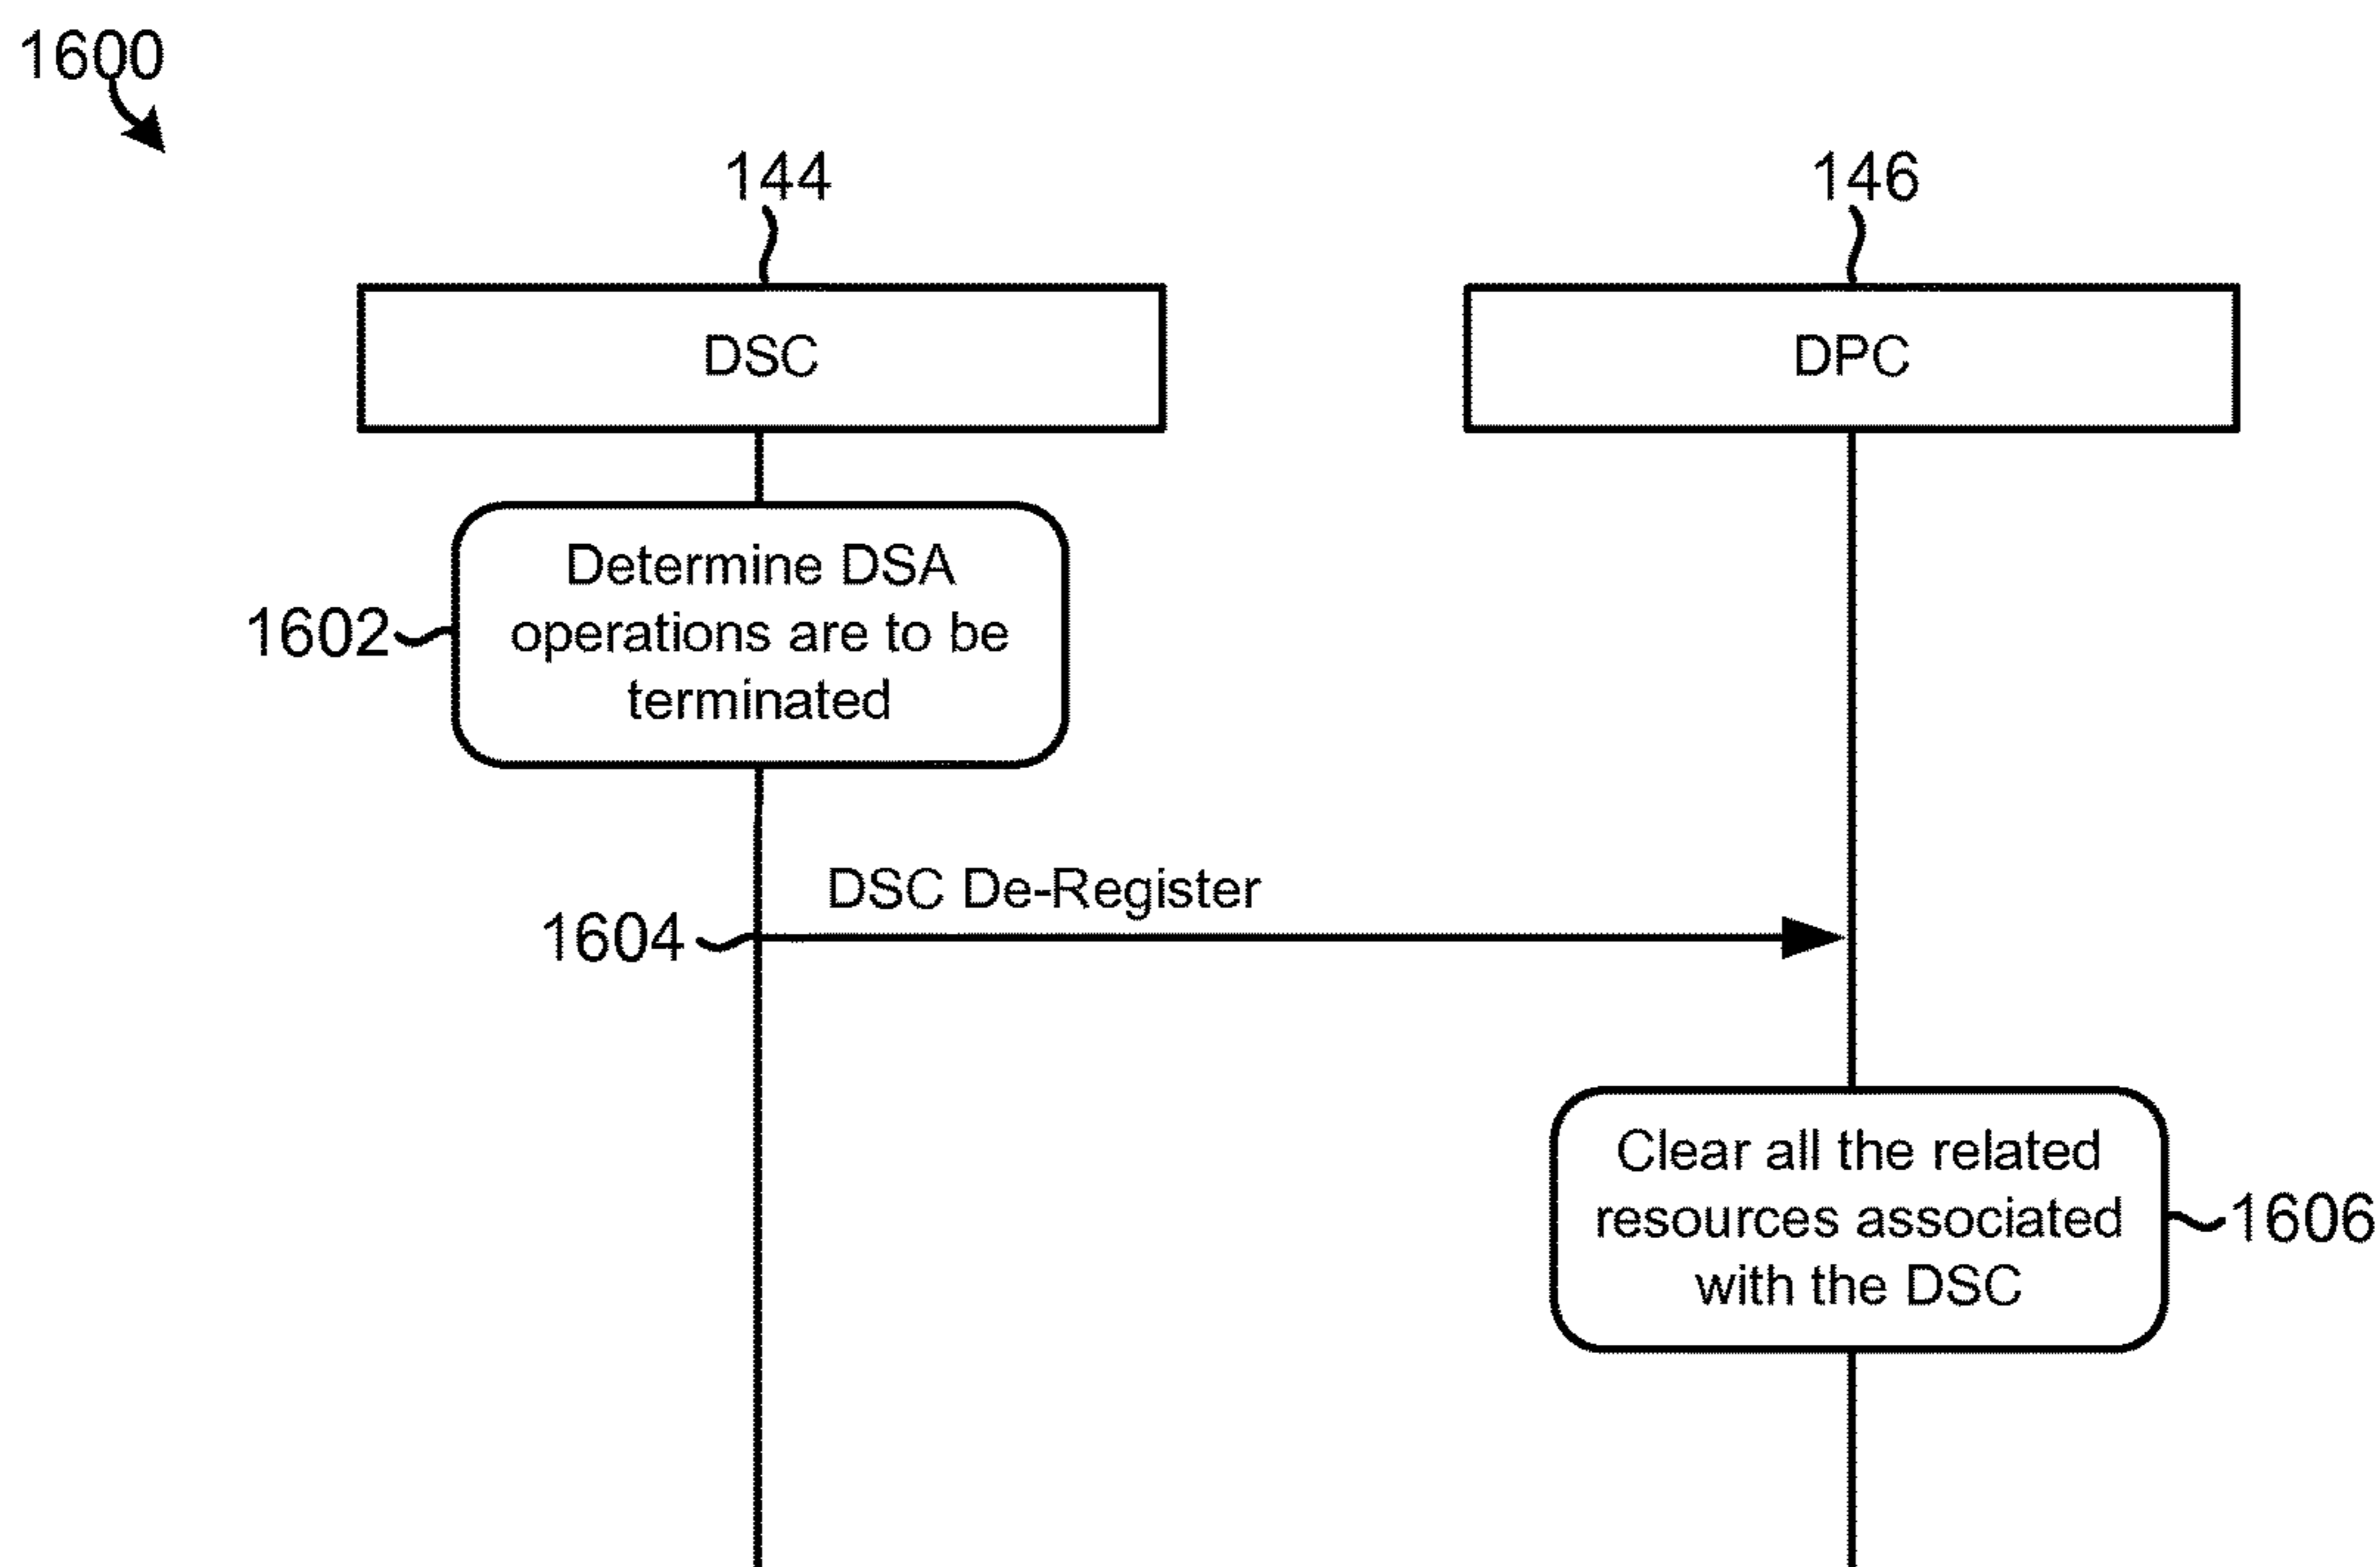 1600
144
146
DSC
DPC
Determine DSA
operations are to be
terminated
1602
DSC De-Register
1604
Clear all the related
resources associated
with the DSC
1606